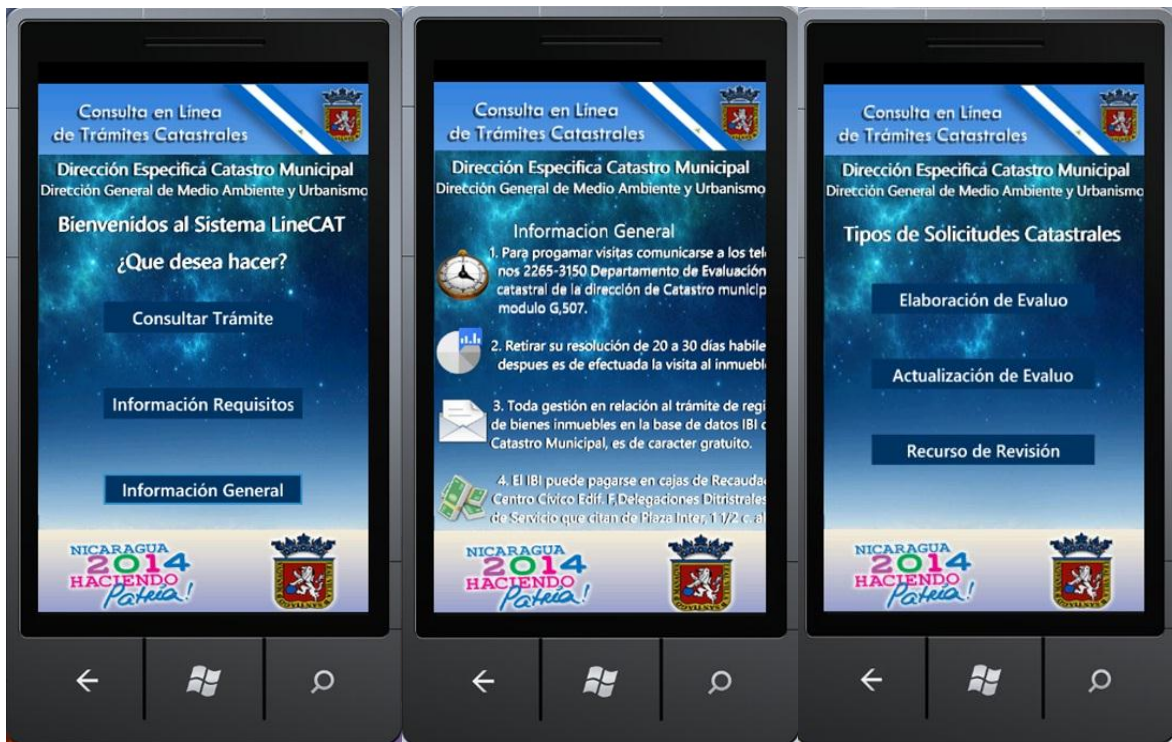 Consulta en Línea
de Trámites Catastrales
Dirección Especifica Catastro Municipal
Dirección General de Medio Ambiente y Urbanismo
Bienvenidos al Sistema LineCAT
¿Que desea hacer?
Consultar Trámite
Información Requisitos
Información General
NICARAGUA
2014
HACIENDO
Patria!
Consulta en Línea
de Trámites Catastrales
Dirección Especifica Catastro Municipal
Dirección General de Medio Ambiente y Urbanismo
Informacion General
1. Para progamar visitas comunicarse a los tel
nos 2265-3150 Departamento de Evaluación
catastral de la dirección de Catastro municip
modulo G,507.
2. Retirar su resolución de 20 a 30 días habile
despues es de efectuada la visita al inmuebl
3. Toda gestión en relación al trámite de regi
de bienes inmuebles en la base de datos IBI
Catastro Municipal, es de caracter gratuito.
4. El IBI puede pagarse en cajas de Recauda
Centro Civico Edif. F,Delegaciones Ditristrales
de Servicio que citan de Plaza Inter, 1 1/2 c. al
NICARAGUA
2014
HACIENDO
Patria!
Consulta en Línea
de Trámites Catastrales
Dirección Especifica Catastro Municipal
Dirección General de Medio Ambiente y Urbanismo
Tipos de Solicitudes Catastrales
Elaboración de Evaluo
Actualización de Evaluo
Recurso de Revisión
NICARAGUA
2014
HACIENDO
Patria!